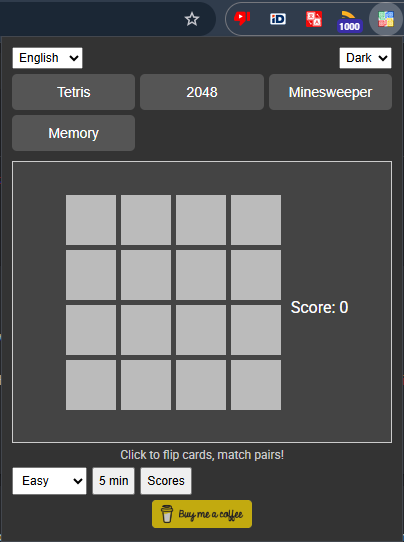 1000
English
Dark
Tetris
2048
Minesweeper
Memory
Score: 0
Click to flip cards, match pairs!
Easy
5 min
Scores
Buy me a coffee